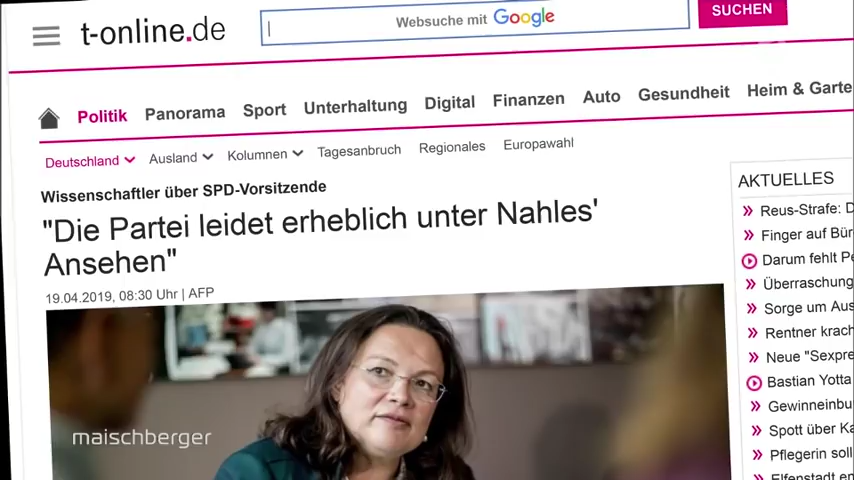 t-online.de
Websuche mit Google
SUCHEN
Politik Panorama Sport Unterhaltung Digital Finanzen Auto Gesundheit Heim & Garte
Deutschland Ausland Kolumnen Tagesanbruch Regionales Europawahl
Wissenschaftler über SPD-Vorsitzende
"Die Partei leidet erheblich unter Nahles'
Ansehen"
19.04.2019, 08:30 Uhr | AFP
maischberger
AKTUELLES
Reus-Strafe: D
Finger auf Bür
Darum fehlt Pe
Überraschung
Sorge um Aus
Rentner krach
Neue "Sexpre
Bastian Yotta
Gewinneinbu
Spott über Ka
Pflegerin soll
Elfenstadt en